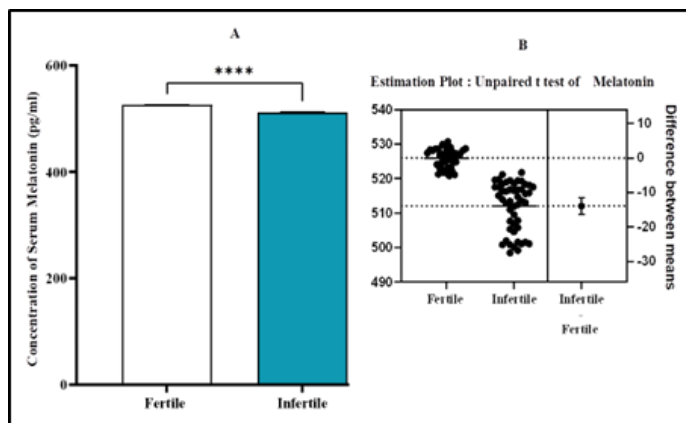 A
600
400
200
0
Concentration of Serum Melatonin (pg/ml)
****
Fertile
Infertile
B
Estimation Plot : Unpaired t test of Melatonin
540
530
520
510
500
490
10
0
-10
-20
-30
Difference between means
Fertile
Infertile
Infertile
-
Fertile